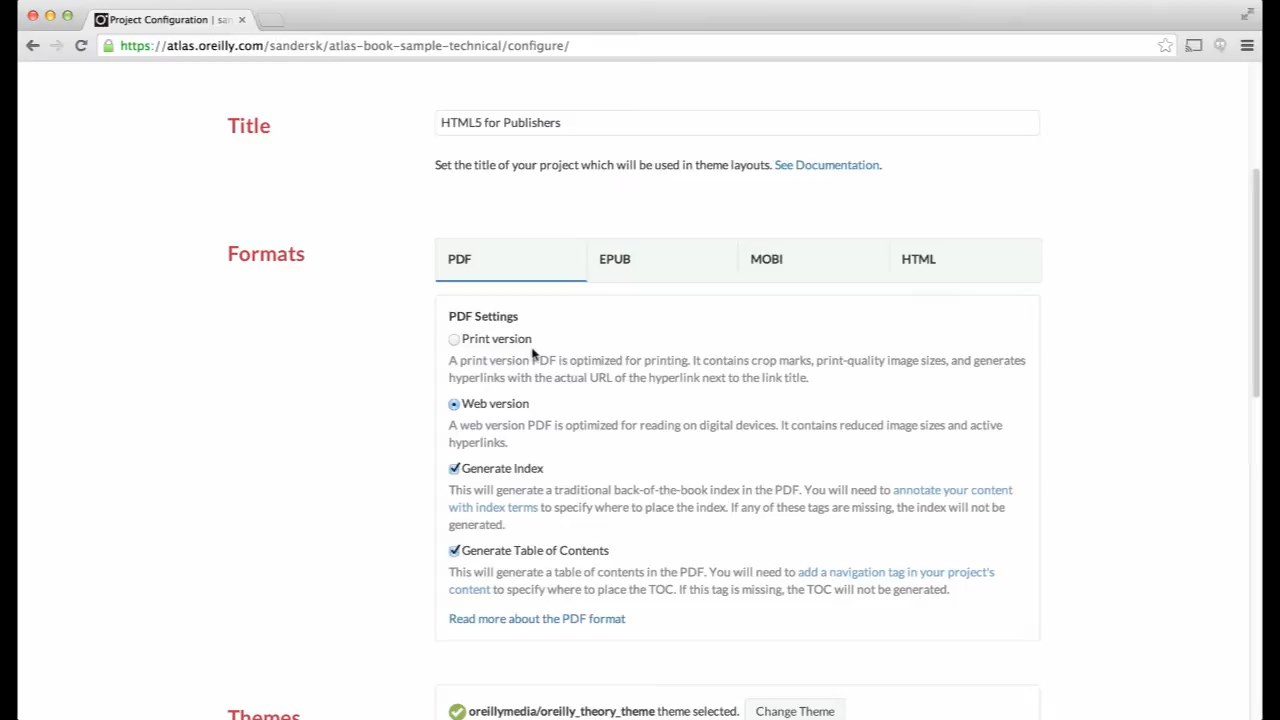 Project Configuration | san
https://atlas.oreilly.com/sandersk/atlas-book-sample-technical/configure/
Title
HTML5 for Publishers
Set the title of your project which will be used in theme layouts. See Documentation.
Formats
PDF
EPUB
MOBI
HTML
PDF Settings
Print version
A print version PDF is optimized for printing. It contains crop marks, print-quality image sizes, and generates
hyperlinks with the actual URL of the hyperlink next to the link title.
Web version
A web version PDF is optimized for reading on digital devices. It contains reduced image sizes and active
hyperlinks.
Generate Index
This will generate a traditional back-of-the-book index in the PDF. You will need to annotate your content
with index terms to specify where to place the index. If any of these tags are missing, the index will not be
generated.
Generate Table of Contents
This will generate a table of contents in the PDF. You will need to add a navigation tag in your project's
content to specify where to place the TOC. If this tag is missing, the TOC will not be generated.
Read more about the PDF format
Themes
oreillymedia/oreilly_theory_theme theme selected.
Change Theme